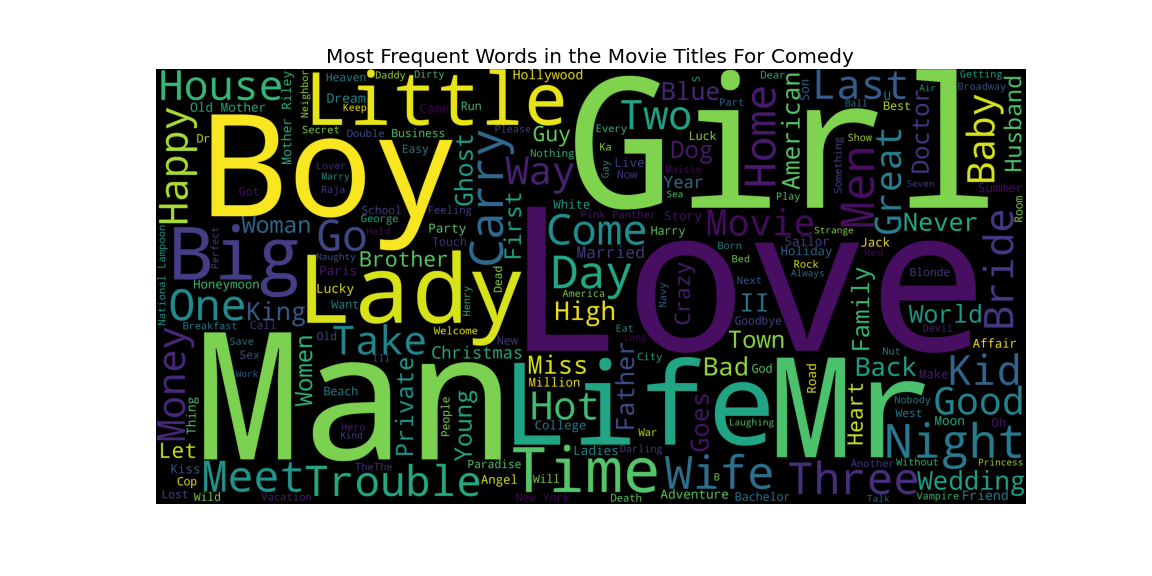 Most Frequent Words in the Movie Titles For Comedy
House
Old Mother
Mother Riley
Neighbor
Heaven
Daddy
Dirty
Hollywood
Dream
Keep
Little
Came
Run
Boy
Girl
Happy
Dr
Secret
Double
Business
Please
Easy
Lover
Marry
Raja
Got
Ghost
Carry
Guy
Nothing
Way
Two
Blue
s
Part
Every
Ka
Gay
Live
Now
Luck
Dog
Maisie
Year
Sea
Home
Dear
Son
American
Play
Last
U
Ball
Best
Show
Something
Men
Great
Air
Doctor
Seven
Getting
Broadway
Baby
Husband
Summer
Room
Woman
School
Feeling
George
Hold
Party
Touch
First
White
Pink Panther
Story
Come
Harry
Movie
Strange
Never
Big
Perfect
Go
Naughty
Paris
Brother
Lady
Henry
Dead
Married
Day
America
Navy
Crazy
Love
Born
Bed
Sailor
Holiday
Rock
Always
Next
Jack
Red
Blonde
Bride
National Lampoon
Honeymoon
One
King
Lucky
Want
High
II
Goodbye
Family
World
Devil
Affair
Breakfast
Call
Old
Take
Welcome
New
Eat
Long
Town
Nut
Money
Save
Sex
Work
Women
III
Christmas
Miss
Million
City
Bad
God
Road
Back
Make
Kid
Man
Beach
Private
People
Young
Life
Mr
Father
Hot
College
War
Goes
Laughing
Heart
Nobody
West
Good
Moon
Oh
Thing
Let
Hero
Kind
Ladies
Darling
Night
Kiss
Cop
Meet
Trouble
TheThe
Paradise
Angel
Will
Time
Wife
B
Three
Another
Without
Princess
Wedding
Lost
Wild
Vacation
New York
Death
Adventure
Bachelor
Talk
Vampire
Friend